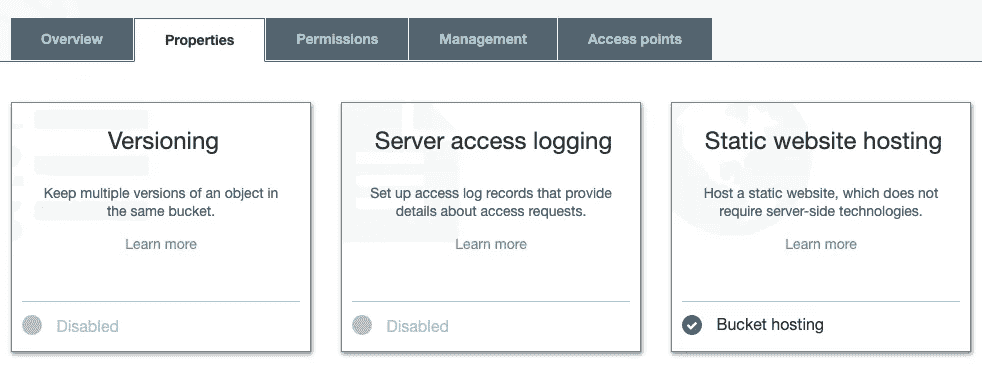 Overview
Properties
Permissions
Management
Access points
Versioning
Keep multiple versions of an object in
the same bucket.
Learn more
Disabled
Server access logging
Set up access log records that provide
details about access requests.
Learn more
Disabled
Static website hosting
Host a static website, which does not
require server-side technologies.
Learn more
Bucket hosting